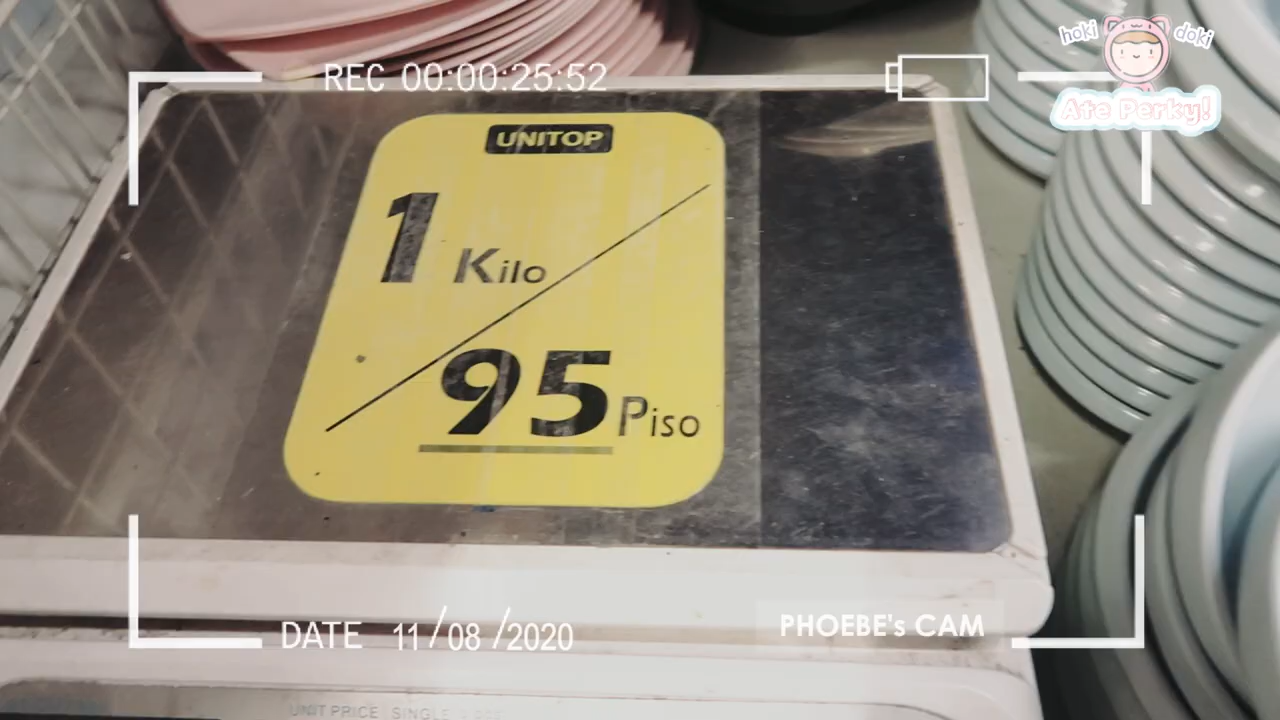 hoki doki
Ate Perky!
REC 00:00:25:52
UNITOP
1 Kilo
95 Piso
DATE 11/08/2020
PHOEBE's CAM
UNIT PRICE SINGLE